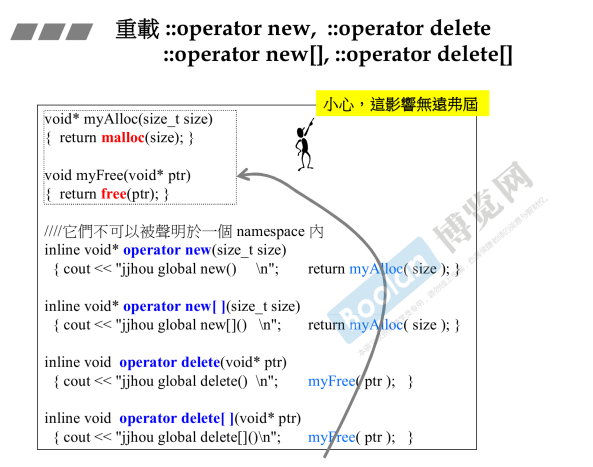 重載 ::operator new, ::operator delete
::operator new[], ::operator delete[]
小心，這影響無遠弗屆
void* myAlloc(size_t size)
{ return malloc(size); }
void myFree(void* ptr)
{ return free(ptr); }
////它們不可以被聲明於一個 namespace 內
inline void* operator new(size_t size)
{ cout << "jjhou global new() \n"; return myAlloc( size ); }
inline void* operator new[ ](size_t size)
{ cout << "jjhou global new[]() \n"; return myAlloc( size ); }
inline void operator delete(void* ptr)
{ cout << "jjhou global delete() \n"; myFree( ptr ); }
inline void operator delete[ ](void* ptr)
{ cout << "jjhou global delete[]()\n"; myFree( ptr ); }
Boolan
博览网